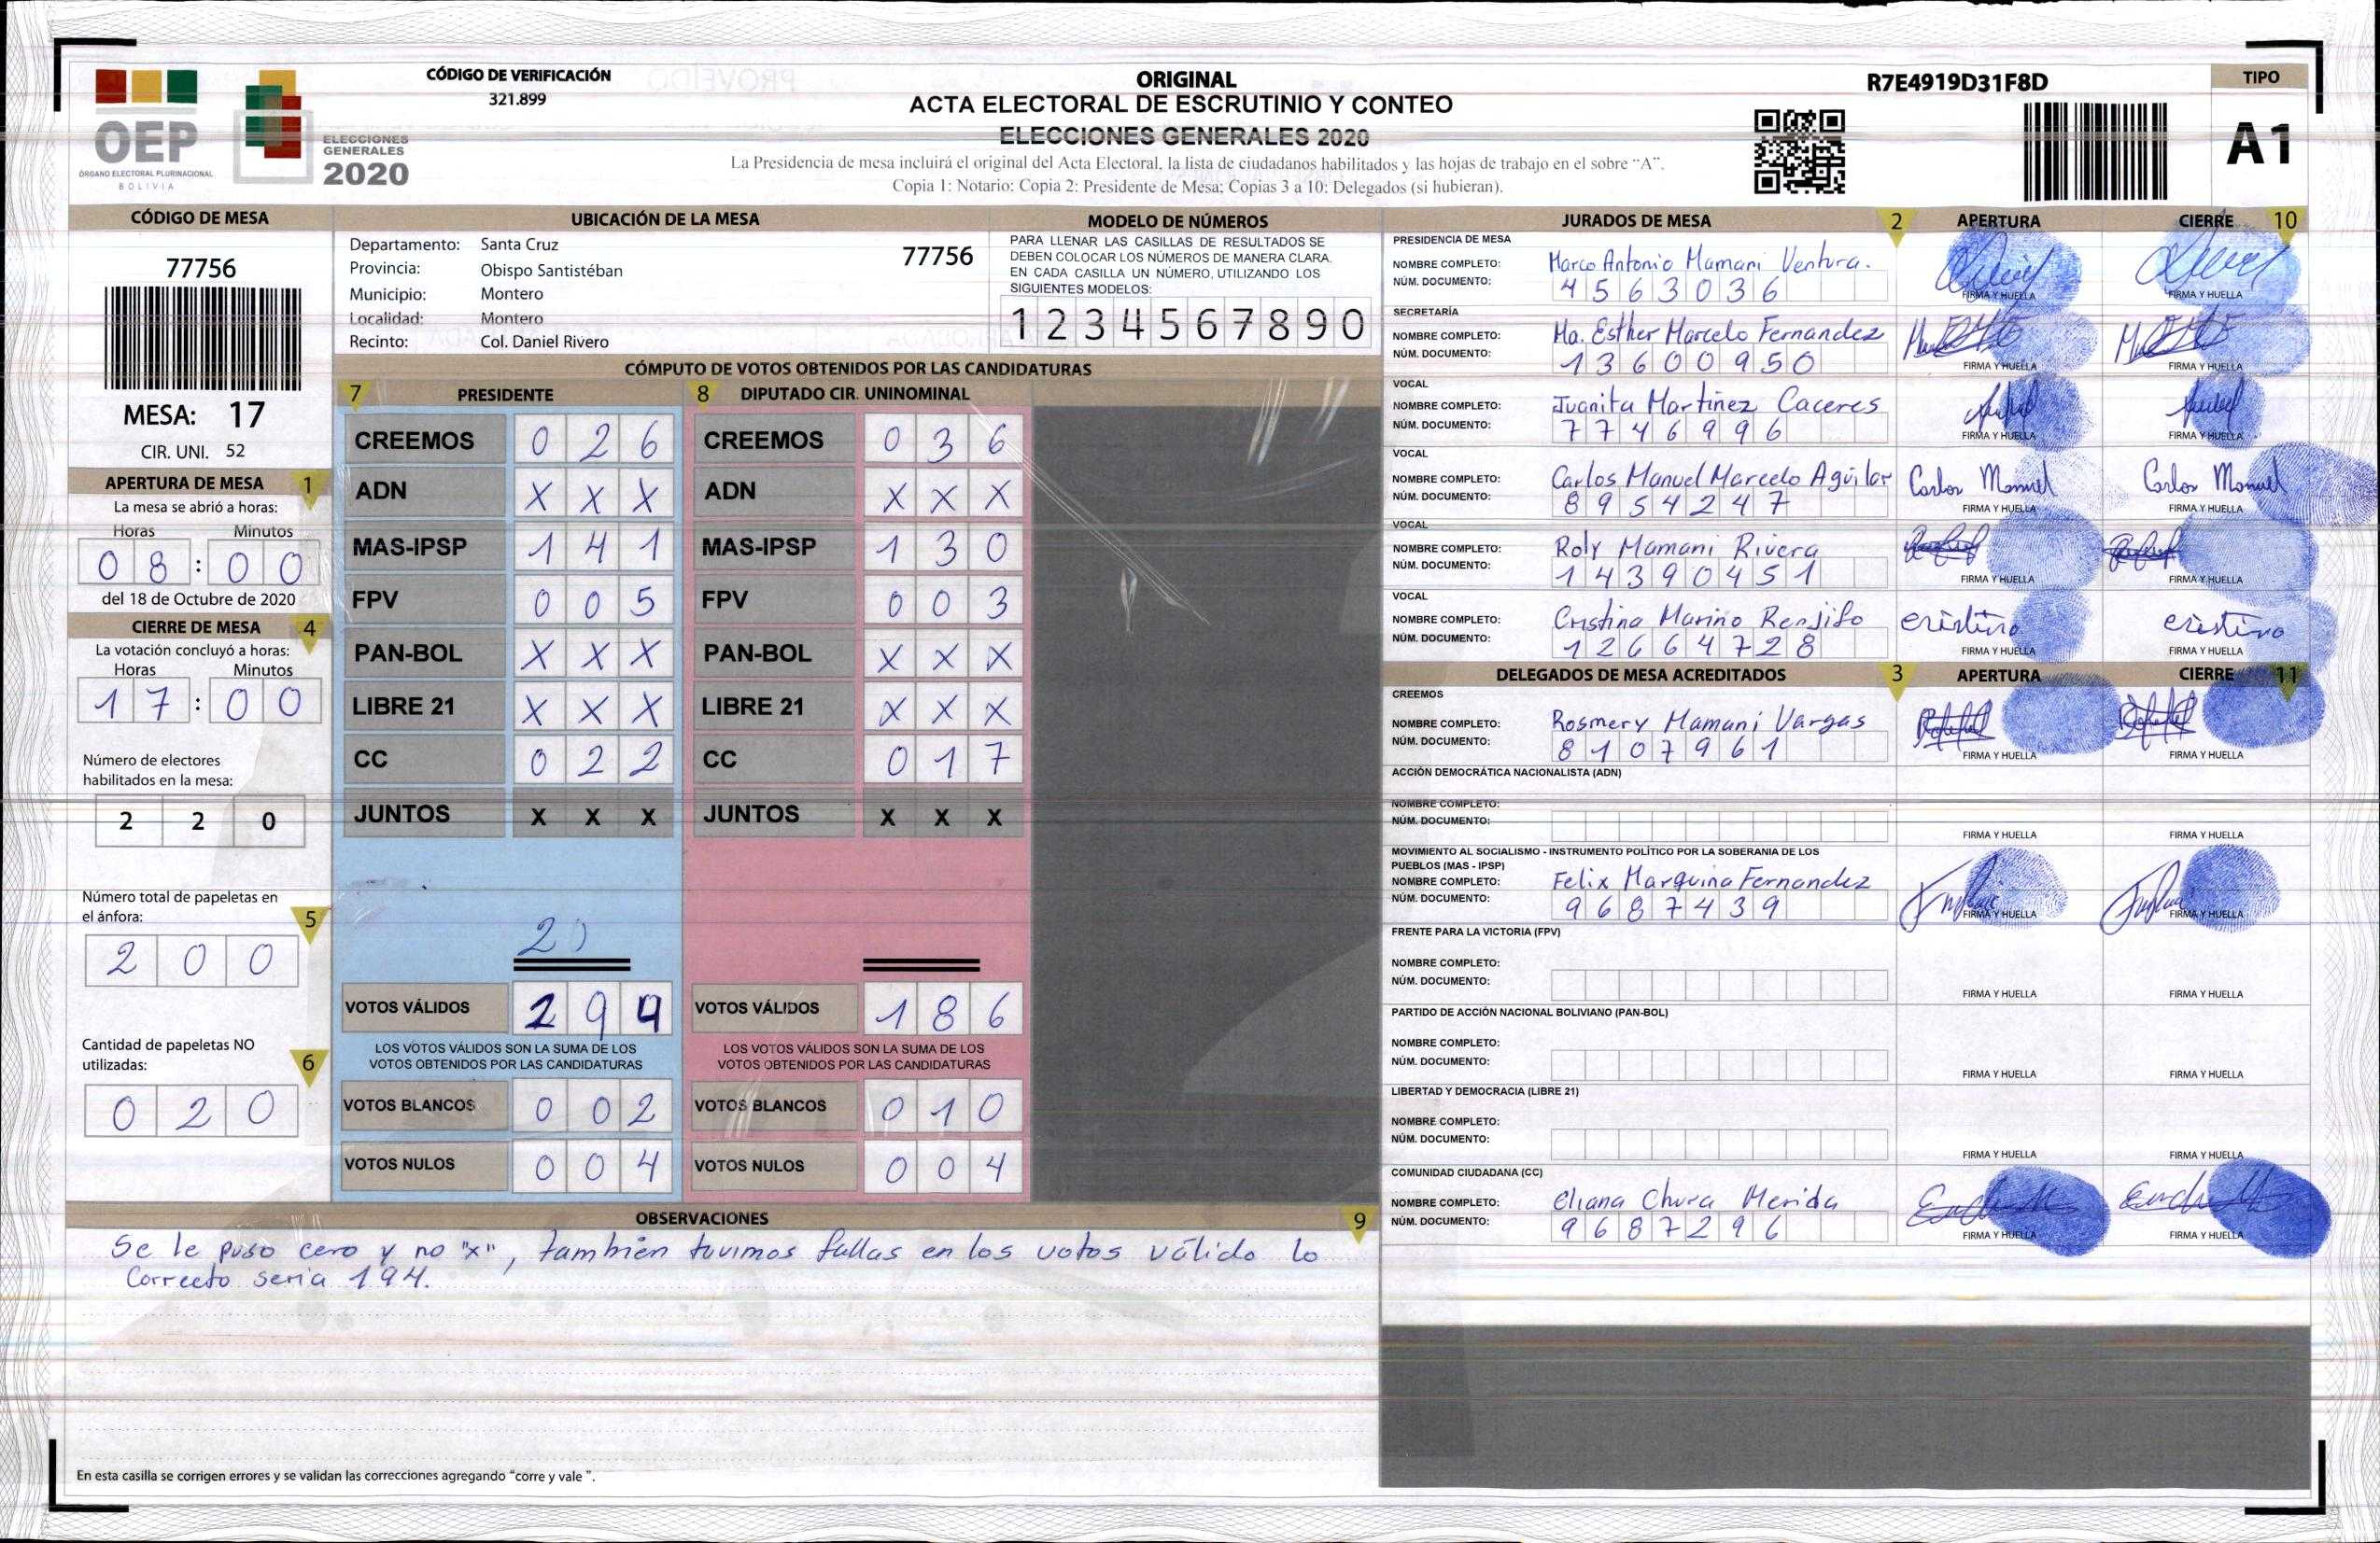 CÓDIGO DE VERIFICACIÓN
321.899
ORIGINAL
ACTA ELECTORAL DE ESCRUTINIO Y CONTEO
ELECCIONES GENERALES 2020
La Presidencia de mesa incluirá el original del Acta Electoral, la lista de ciudadanos habilitados y las hojas de trabajo en el sobre "A".
Copia 1: Notario; Copia 2: Presidente de Mesa; Copias 3 a 10: Delegados (si hubieran).
R7E4919D31F8D
TIPO
A1
OEP
ÓRGANO ELECTORAL PLURINACIONAL
BOLIVIA
ELECCIONES
GENERALES
2020
CÓDIGO DE MESA
77756
MESA: 17
CIR. UNI. 52
APERTURA DE MESA 1
La mesa se abrió a horas:
Horas Minutos
0 8 : 0 0
del 18 de Octubre de 2020
CIERRE DE MESA 4
La votación concluyó a horas:
Horas Minutos
1 7 : 0 0
Número de electores
habilitados en la mesa:
2 2 0
Número total de papeletas en
el ánfora: 5
2 0 0
Cantidad de papeletas NO
utilizadas: 6
0 2 0
UBICACIÓN DE LA MESA
Departamento: Santa Cruz
77756
Provincia: Obispo Santistéban
Municipio: Montero
Localidad: Montero
Recinto: Col. Daniel Rivero
MODELO DE NÚMEROS
PARA LLENAR LAS CASILLAS DE RESULTADOS SE
DEBEN COLOCAR LOS NÚMEROS DE MANERA CLARA.
EN CADA CASILLA UN NÚMERO, UTILIZANDO LOS
SIGUIENTES MODELOS:
1 2 3 4 5 6 7 8 9 0
CÓMPUTO DE VOTOS OBTENIDOS POR LAS CANDIDATURAS
7 PRESIDENTE
CREEMOS 0 2 6
ADN X X X
MAS-IPSP 1 4 1
FPV 0 0 5
PAN-BOL X X X
LIBRE 21 X X X
CC 0 2 2
JUNTOS X X X
VOTOS VÁLIDOS 2 9 4
LOS VOTOS VÁLIDOS SON LA SUMA DE LOS
VOTOS OBTENIDOS POR LAS CANDIDATURAS
VOTOS BLANCOS 0 0 2
VOTOS NULOS 0 0 4
8 DIPUTADO CIR. UNINOMINAL
CREEMOS 0 3 6
ADN X X X
MAS-IPSP 1 3 0
FPV 0 0 3
PAN-BOL X X X
LIBRE 21 X X X
CC 0 1 7
JUNTOS X X X
VOTOS VÁLIDOS 1 8 6
LOS VOTOS VÁLIDOS SON LA SUMA DE LOS
VOTOS OBTENIDOS POR LAS CANDIDATURAS
VOTOS BLANCOS 0 1 0
VOTOS NULOS 0 0 4
OBSERVACIONES 9
Se le puso cero y no "x", también tuvimos fallas en los votos válido lo
Correcto seria 194.
En esta casilla se corrigen errores y se validan las correcciones agregando "corre y vale ".
JURADOS DE MESA 2 APERTURA CIERRE 10
PRESIDENCIA DE MESA
NOMBRE COMPLETO: Marco Antonio Mamani Ventura.
NÚM. DOCUMENTO: 4 5 6 3 0 3 6
FIRMA Y HUELLA FIRMA Y HUELLA
SECRETARÍA
NOMBRE COMPLETO: Ma. Esther Marcelo Fernandez
NÚM. DOCUMENTO: 1 3 6 0 0 9 5 0
FIRMA Y HUELLA FIRMA Y HUELLA
VOCAL
NOMBRE COMPLETO: Juanita Martinez Caceres
NÚM. DOCUMENTO: 7 7 4 6 9 9 6
FIRMA Y HUELLA FIRMA Y HUELLA
VOCAL
NOMBRE COMPLETO: Carlos Manuel Marcelo Aguilar Carlos Manuel Carlos Manuel
NÚM. DOCUMENTO: 8 9 5 4 2 4 7
FIRMA Y HUELLA FIRMA Y HUELLA
VOCAL
NOMBRE COMPLETO: Roly Mamani Rivera
NÚM. DOCUMENTO: 1 4 3 9 0 4 5 1
FIRMA Y HUELLA FIRMA Y HUELLA
VOCAL
NOMBRE COMPLETO: Cristina Marino Renjifo
NÚM. DOCUMENTO: 1 2 6 6 4 7 2 8
FIRMA Y HUELLA FIRMA Y HUELLA
DELEGADOS DE MESA ACREDITADOS 3 APERTURA CIERRE 11
CREEMOS
NOMBRE COMPLETO: Rosmery Mamani Vargas
NÚM. DOCUMENTO: 8 1 0 7 9 6 1
FIRMA Y HUELLA FIRMA Y HUELLA
ACCIÓN DEMOCRÁTICA NACIONALISTA (ADN)
NOMBRE COMPLETO:
NÚM. DOCUMENTO:
FIRMA Y HUELLA FIRMA Y HUELLA
MOVIMIENTO AL SOCIALISMO - INSTRUMENTO POLÍTICO POR LA SOBERANIA DE LOS
PUEBLOS (MAS - IPSP)
NOMBRE COMPLETO: Felix Marquina Fernandez
NÚM. DOCUMENTO: 9 6 8 7 4 3 9
FIRMA Y HUELLA FIRMA Y HUELLA
FRENTE PARA LA VICTORIA (FPV)
NOMBRE COMPLETO:
NÚM. DOCUMENTO:
FIRMA Y HUELLA FIRMA Y HUELLA
PARTIDO DE ACCIÓN NACIONAL BOLIVIANO (PAN-BOL)
NOMBRE COMPLETO:
NÚM. DOCUMENTO:
FIRMA Y HUELLA FIRMA Y HUELLA
LIBERTAD Y DEMOCRACIA (LIBRE 21)
NOMBRE COMPLETO:
NÚM. DOCUMENTO:
FIRMA Y HUELLA FIRMA Y HUELLA
COMUNIDAD CIUDADANA (CC)
NOMBRE COMPLETO: Eliana Chura Merida
NÚM. DOCUMENTO: 9 6 8 7 2 9 6
FIRMA Y HUELLA FIRMA Y HUELLA